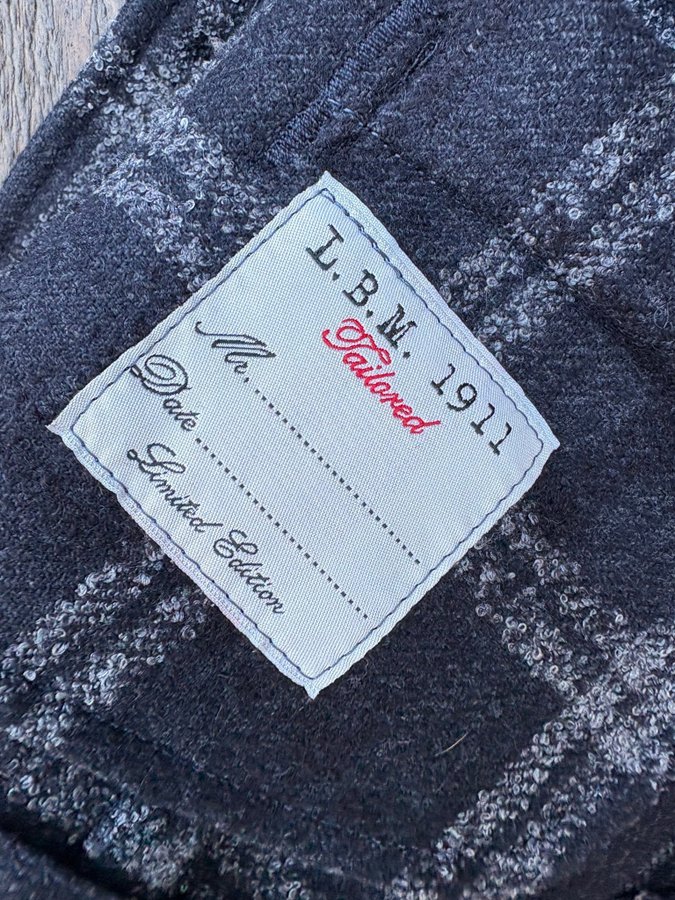 L.B.M. 1911
Tailored
Mr. ..............................
Date ..............................
Limited Edition